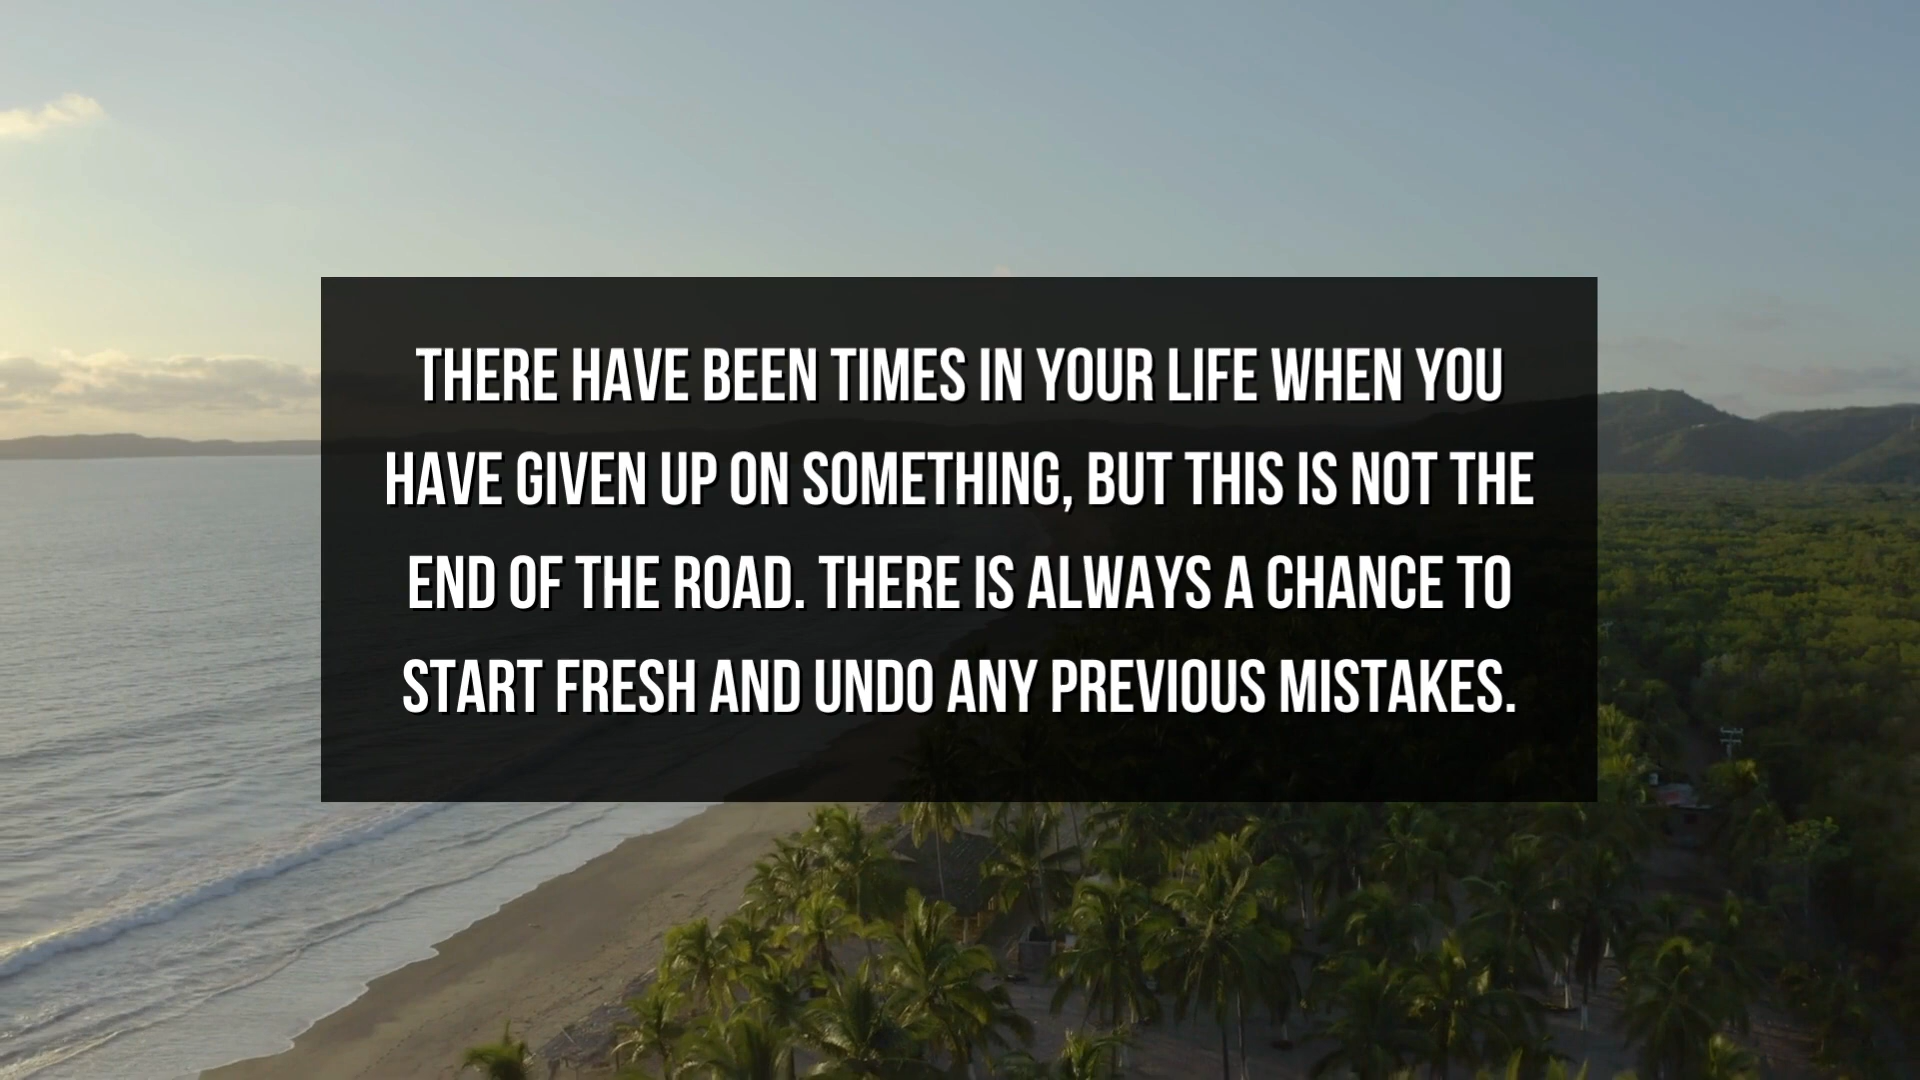 THERE HAVE BEEN TIMES IN YOUR LIFE WHEN YOU
HAVE GIVEN UP ON SOMETHING, BUT THIS IS NOT THE
END OF THE ROAD. THERE IS ALWAYS A CHANCE TO
START FRESH AND UNDO ANY PREVIOUS MISTAKES.